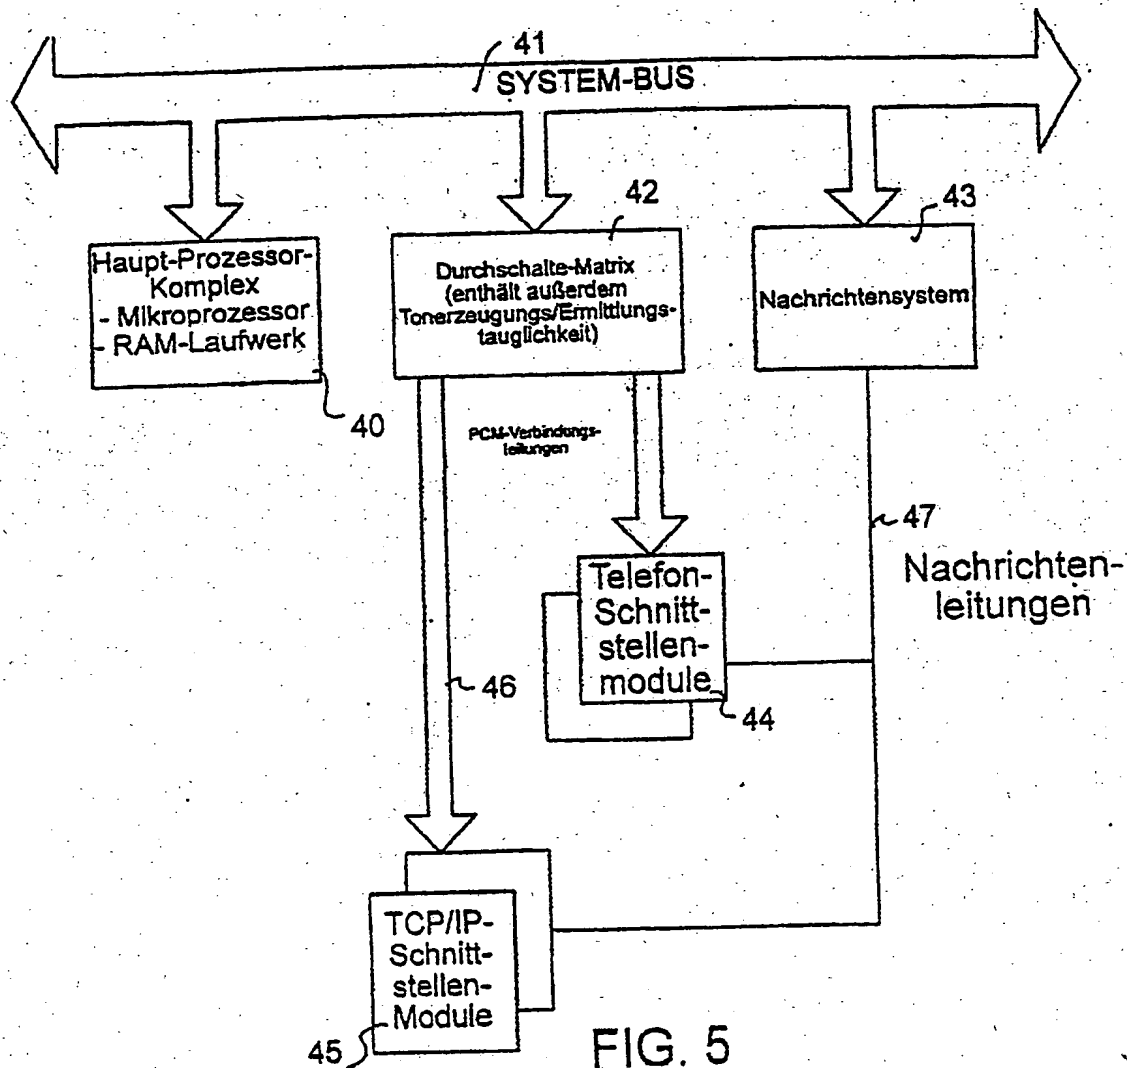 41
SYSTEM-BUS
42
43
Haupt-Prozessor-
Komplex
- Mikroprozessor
- RAM-Laufwerk
40
Durchschalte-Matrix
(enthält außerdem
Tonerzeugungs/Ermittlungs-
tauglichkeit)
Nachrichtensystem
PCM-Verbindungs-
leitungen
47
Nachrichten-
leitungen
Telefon-
Schnitt-
stellen-
module
44
46
TCP/IP-
Schnitt-
stellen-
Module
45
FIG. 5